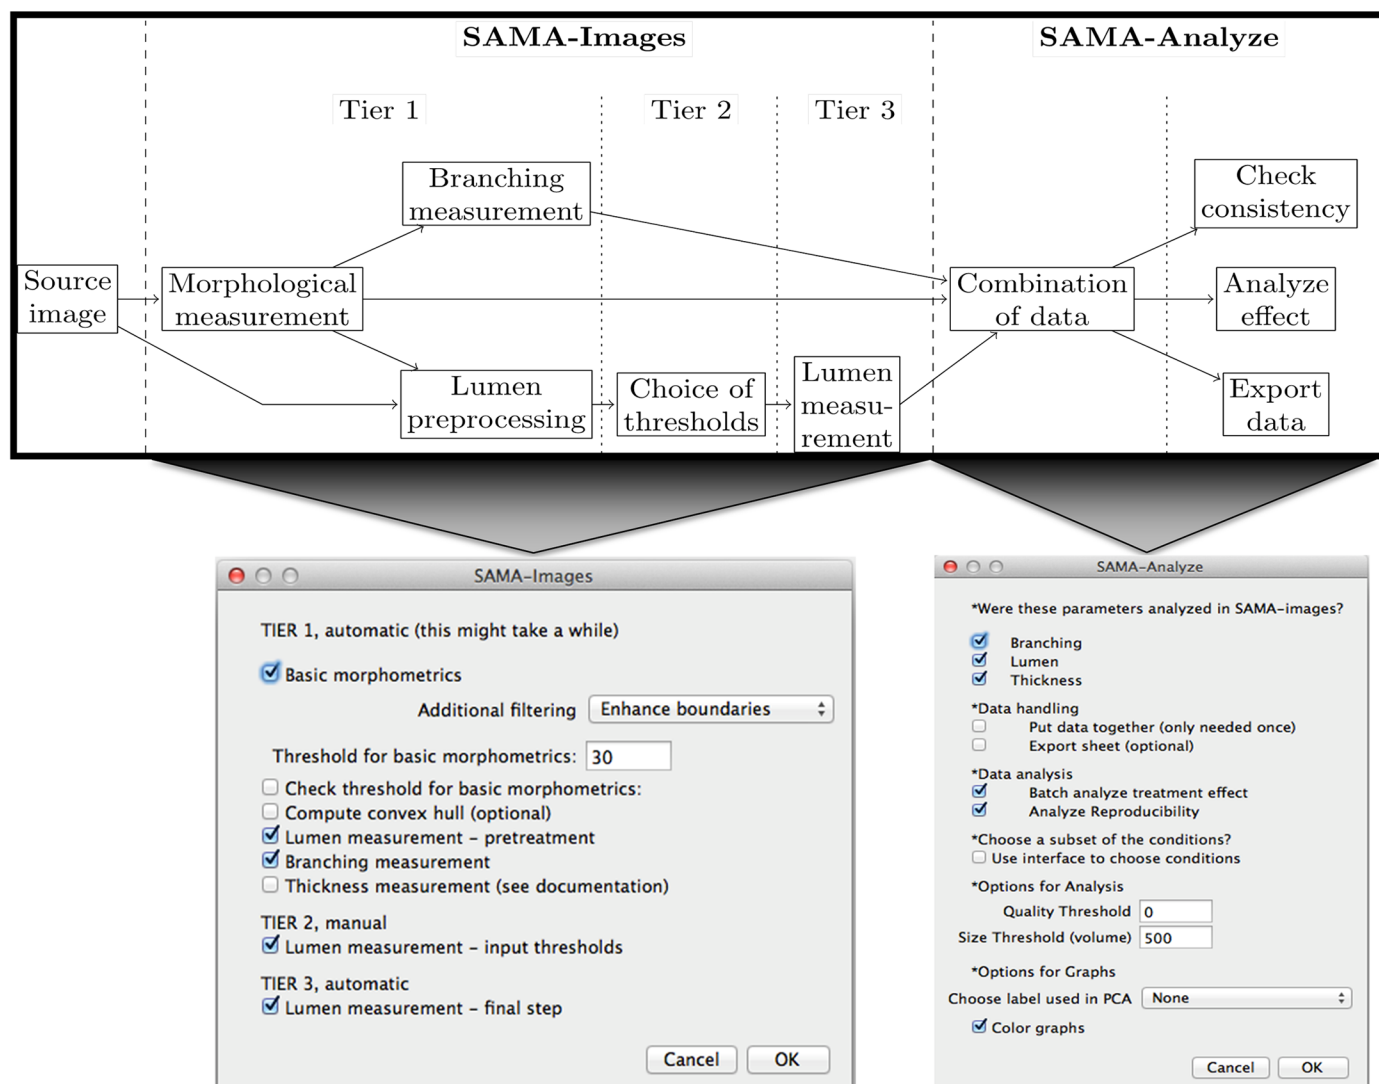 SAMA-Images
SAMA-Analyze
Tier 1
Tier 2
Tier 3
Branching
measurement
Check
consistency
Source
image
Morphological
measurement
Combination
of data
Analyze
effect
Lumen
preprocessing
Choice of
thresholds
Lumen
measu-
rement
Export
data
SAMA-Images
TIER 1, automatic (this might take a while)
Basic morphometrics
Additional filtering Enhance boundaries
Threshold for basic morphometrics: 30
Check threshold for basic morphometrics:
Compute convex hull (optional)
Lumen measurement - pretreatment
Branching measurement
Thickness measurement (see documentation)
TIER 2, manual
Lumen measurement - input thresholds
TIER 3, automatic
Lumen measurement - final step
Cancel OK
SAMA-Analyze
*Were these parameters analyzed in SAMA-images?
Branching
Lumen
Thickness
*Data handling
Put data together (only needed once)
Export sheet (optional)
*Data analysis
Batch analyze treatment effect
Analyze Reproducibility
*Choose a subset of the conditions?
Use interface to choose conditions
*Options for Analysis
Quality Threshold 0
Size Threshold (volume) 500
*Options for Graphs
Choose label used in PCA None
Color graphs
Cancel OK